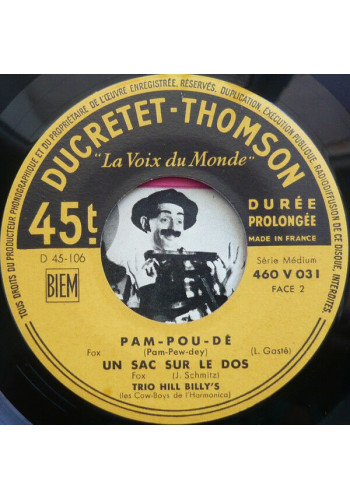 TOUS DROITS DU PRODUCTEUR PHONOGRAPHIQUE ET DU PROPRIÉTAIRE DE L'ŒUVRE ENREGISTRÉE, RÉSERVÉS, DUPLICATION, EXÉCUTION PUBLIQUE, RADIODIFFUSION DE CE DISQUE, INTERDITES
DUCRETET-THOMSON
"La Voix du Monde"
45t.
DURÉE
PROLONGÉE
MADE IN FRANCE
D 45-106
BIEM
Série Médium
460 V 031
FACE 2
PAM-POU-DÉ
Fox (Pam-Pew-dey) (L. Gasté)
UN SAC SUR LE DOS
Fox (J. Schmitz)
TRIO HILL BILLY'S
(les Cow-Boys de l'Harmonica)